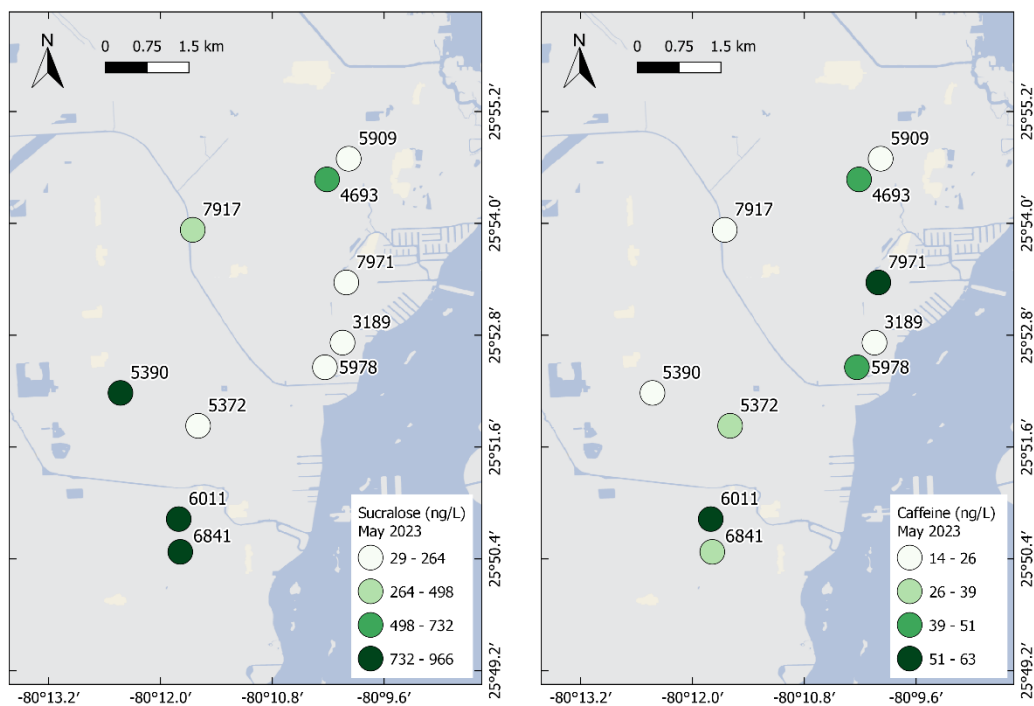 N
0 0.75 1.5 km
5909
4693
7917
7971
3189
5978
5390
5372
6011
6841
Sucralose (ng/L)
May 2023
29 - 264
264 - 498
498 - 732
732 - 966
25°55.2'
25°54.0'
25°52.8'
25°51.6'
25°50.4'
25°49.2'
-80°13.2' -80°12.0' -80°10.8' -80°9.6'
N
0 0.75 1.5 km
5909
4693
7917
7971
3189
5978
5390
5372
6011
6841
Caffeine (ng/L)
May 2023
14 - 26
26 - 39
39 - 51
51 - 63
25°55.2'
25°54.0'
25°52.8'
25°51.6'
25°50.4'
25°49.2'
-80°13.2' -80°12.0' -80°10.8' -80°9.6'